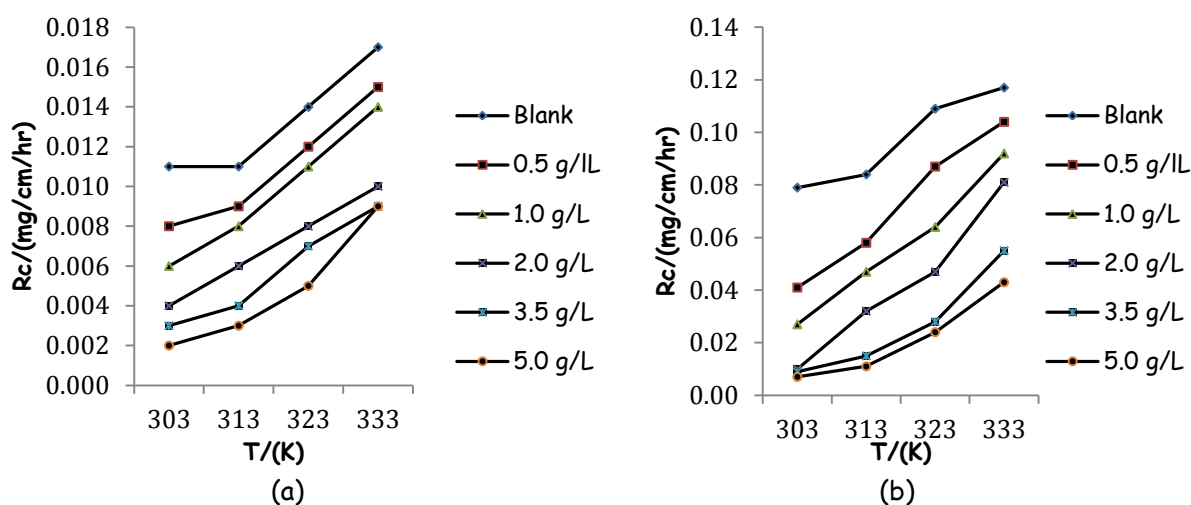 0.018
0.016
0.014
0.012
0.010
0.008
0.006
0.004
0.002
0.000
Rc/(mg/cm/hr)
303 313 323 333
T/(K)
(a)
Blank
0.5 g/lL
1.0 g/L
2.0 g/L
3.5 g/L
5.0 g/L
0.14
0.12
0.10
0.08
0.06
0.04
0.02
0.00
Rc/(mg/cm/hr)
303 313 323 333
T/(K)
(b)
Blank
0.5 g/L
1.0 g/L
2.0 g/L
3.5 g/L
5.0 g/L